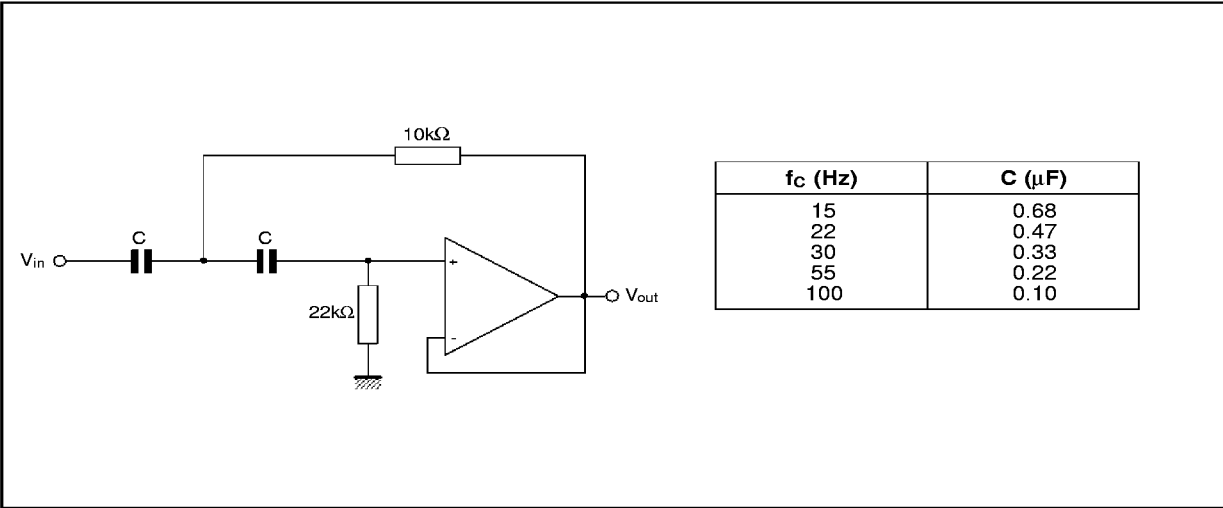 10kΩ
C
C
Vin
+
22kΩ
-
Vout
fC (Hz) C (μF)
15 0.68
22 0.47
30 0.33
55 0.22
100 0.10